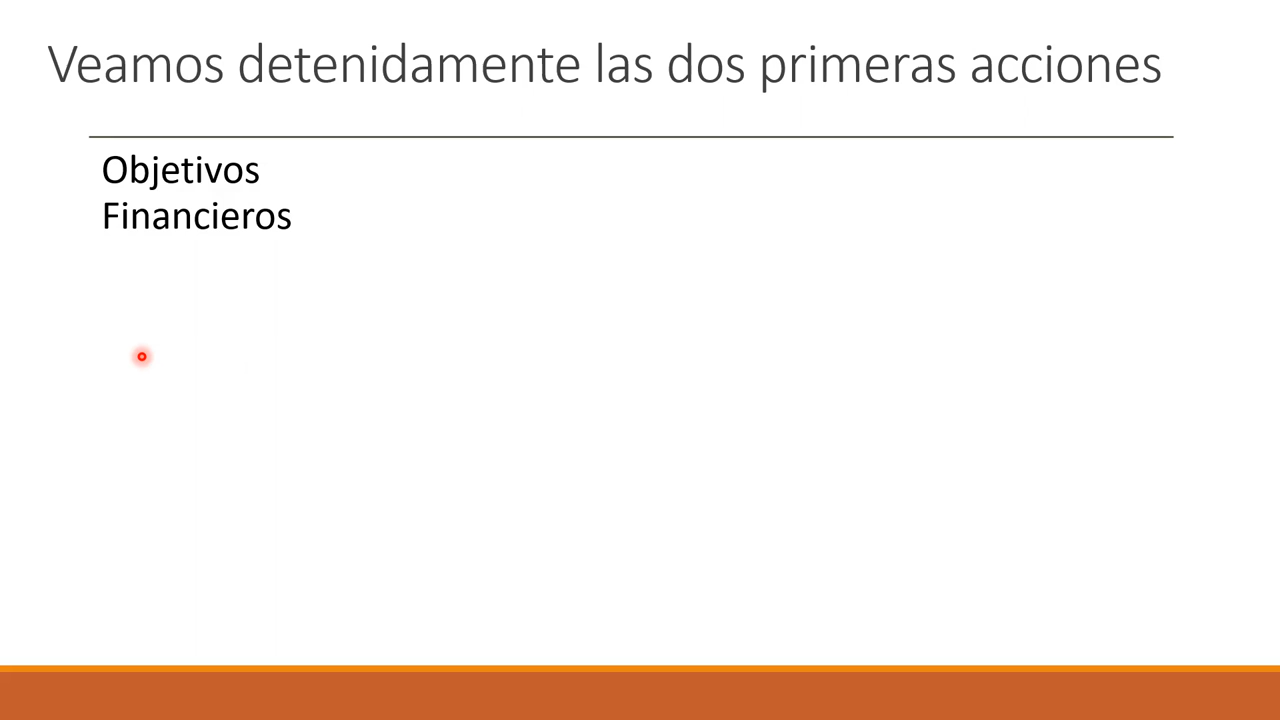 Veamos detenidamente las dos primeras acciones
Objetivos
Financieros